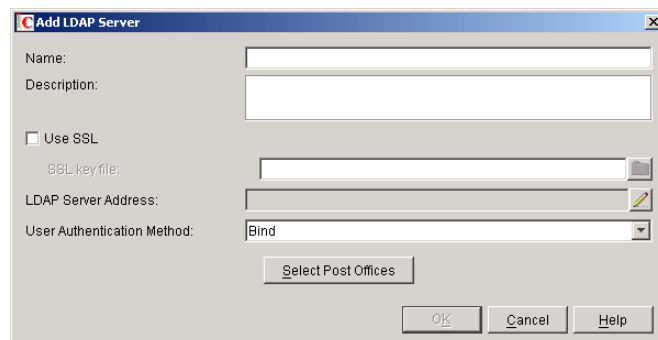 Add LDAP Server
Name:
Description:
Use SSL
SSL key file:
LDAP Server Address:
User Authentication Method: Bind
Select Post Offices
OK Cancel Help